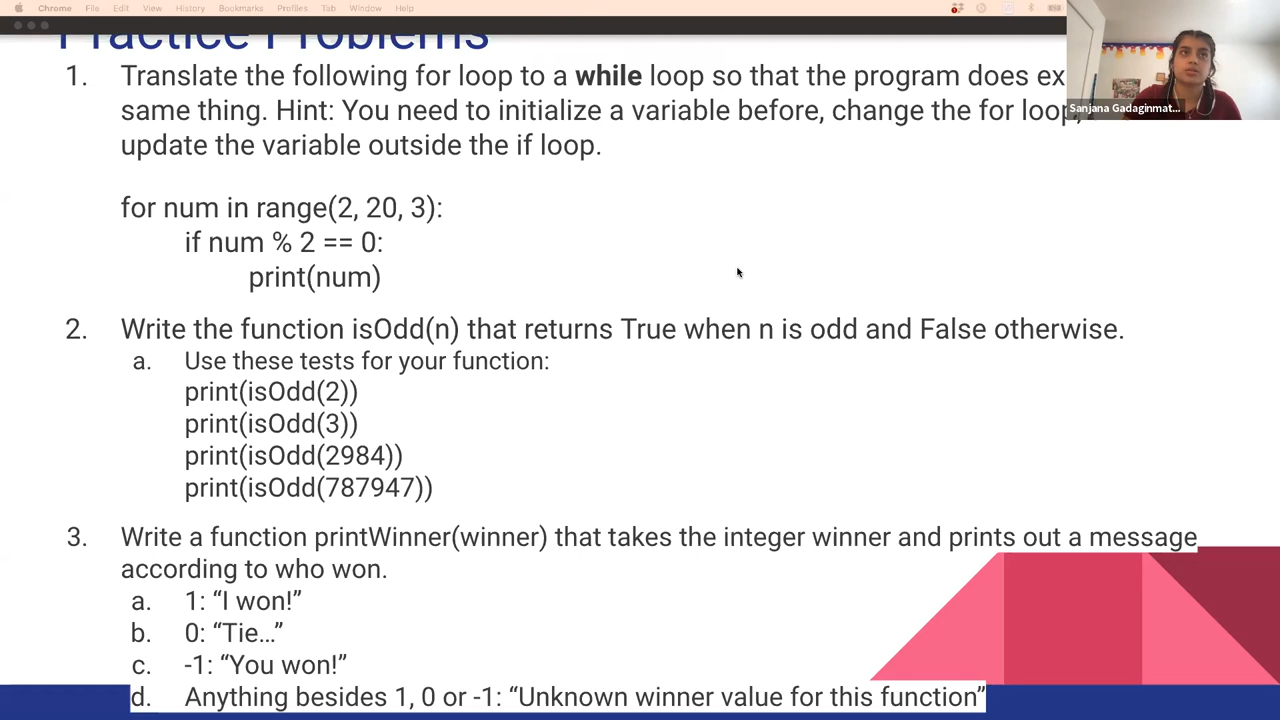 Chrome File Edit View History Bookmarks Profiles Tab Window Help
Practice Problems
1. Translate the following for loop to a while loop so that the program does ex
same thing. Hint: You need to initialize a variable before, change the for loop,
update the variable outside the if loop.
for num in range(2, 20, 3):
if num % 2 == 0:
print(num)
2. Write the function isOdd(n) that returns True when n is odd and False otherwise.
a. Use these tests for your function:
print(isOdd(2))
print(isOdd(3))
print(isOdd(2984))
print(isOdd(787947))
3. Write a function printWinner(winner) that takes the integer winner and prints out a message
according to who won.
a. 1: “I won!”
b. 0: “Tie…”
c. -1: “You won!”
d. Anything besides 1, 0 or -1: “Unknown winner value for this function”
Sanjana Gadaginmat...